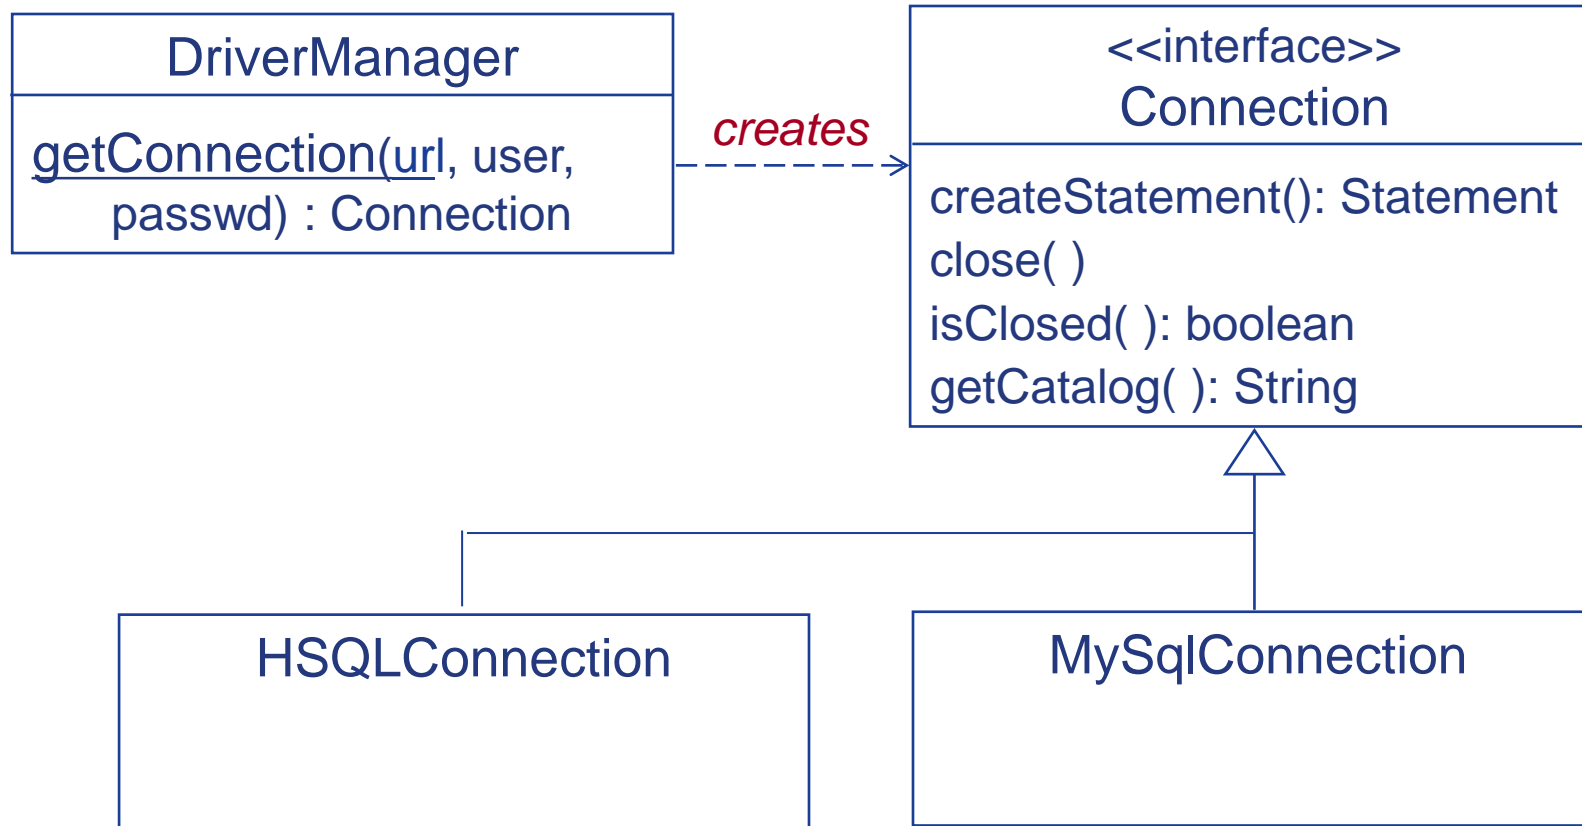 DriverManager
getConnection(url, user,
passwd) : Connection
creates
<<interface>>
Connection
createStatement(): Statement
close( )
isClosed( ): boolean
getCatalog( ): String
HSQLConnection
MySqlConnection